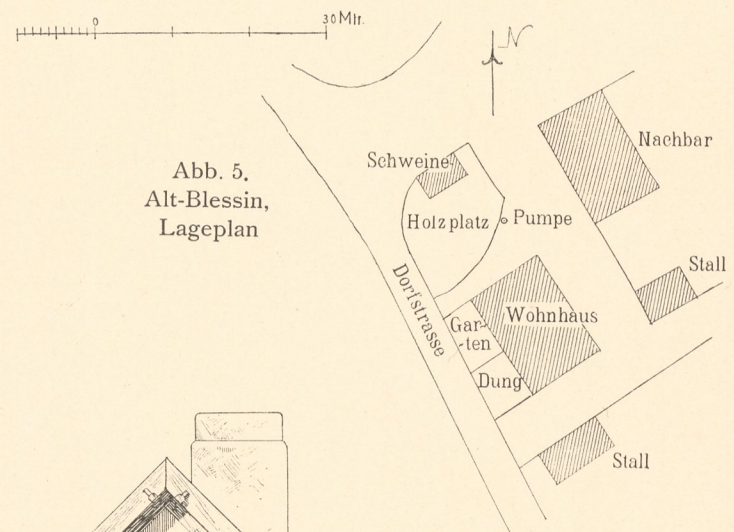 0 30 Mtr.
N
Abb. 5.
Alt-Blessin,
Lageplan
Nachbar
Schweine
Holzplatz
Pumpe
Stall
Dorfstrasse
Wohnhaus
Gar-
-ten
Dung
Stall